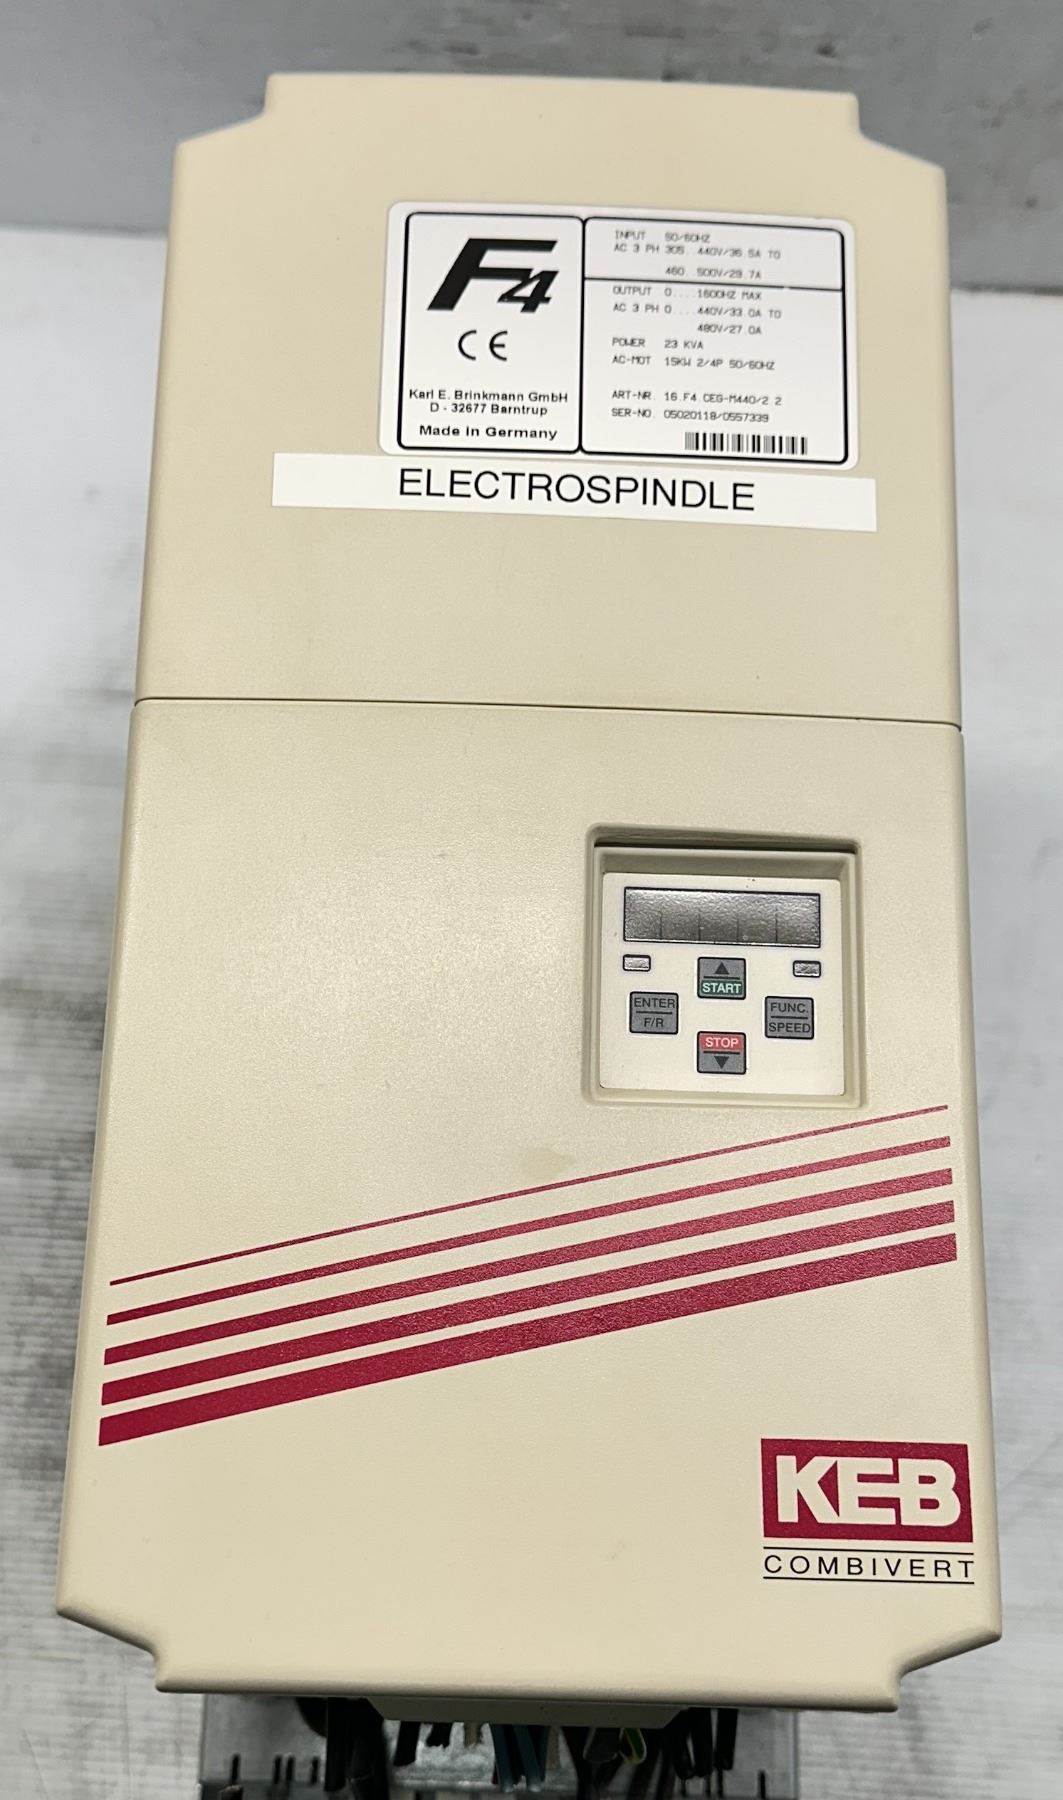 F4
CE
Karl E. Brinkmann GmbH
D - 32677 Barntrup
Made in Germany
INPUT 50/60HZ
AC 3 PH 305..440V/36.5A TO
460..500V/29.7A
OUTPUT 0....1600HZ MAX
AC 3 PH 0....440V/33.0A TO
480V/27.0A
POWER 23 KVA
AC-MOT 15KW 2/4P 50/60HZ
ART-NR. 16.F4.CEG-M440/2.2
SER-NO. 05020118/0557339
ELECTROSPINDLE
START
ENTER
F/R
FUNC.
SPEED
STOP
KEB
COMBIVERT